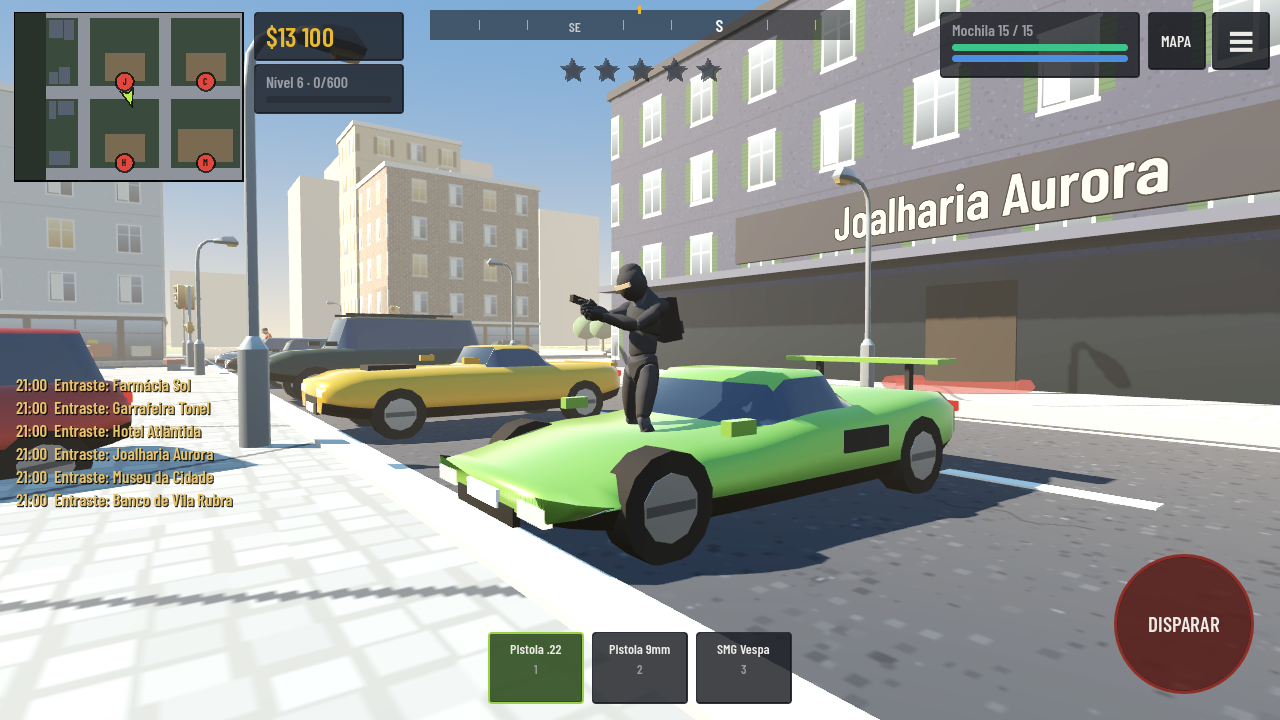 $13 100
Nível 6 · 0/600
SE
S
Mochila 15 / 15
MAPA
J
C
H
M
Joalharia Aurora
21:00 Entraste: Farmácia Sol
21:00 Entraste: Garrafeira Tonel
21:00 Entraste: Hotel Atlântida
21:00 Entraste: Joalharia Aurora
21:00 Entraste: Museu da Cidade
21:00 Entraste: Banco de Vila Rubra
DISPARAR
Pistola .22
1
Pistola 9mm
2
SMG Vespa
3